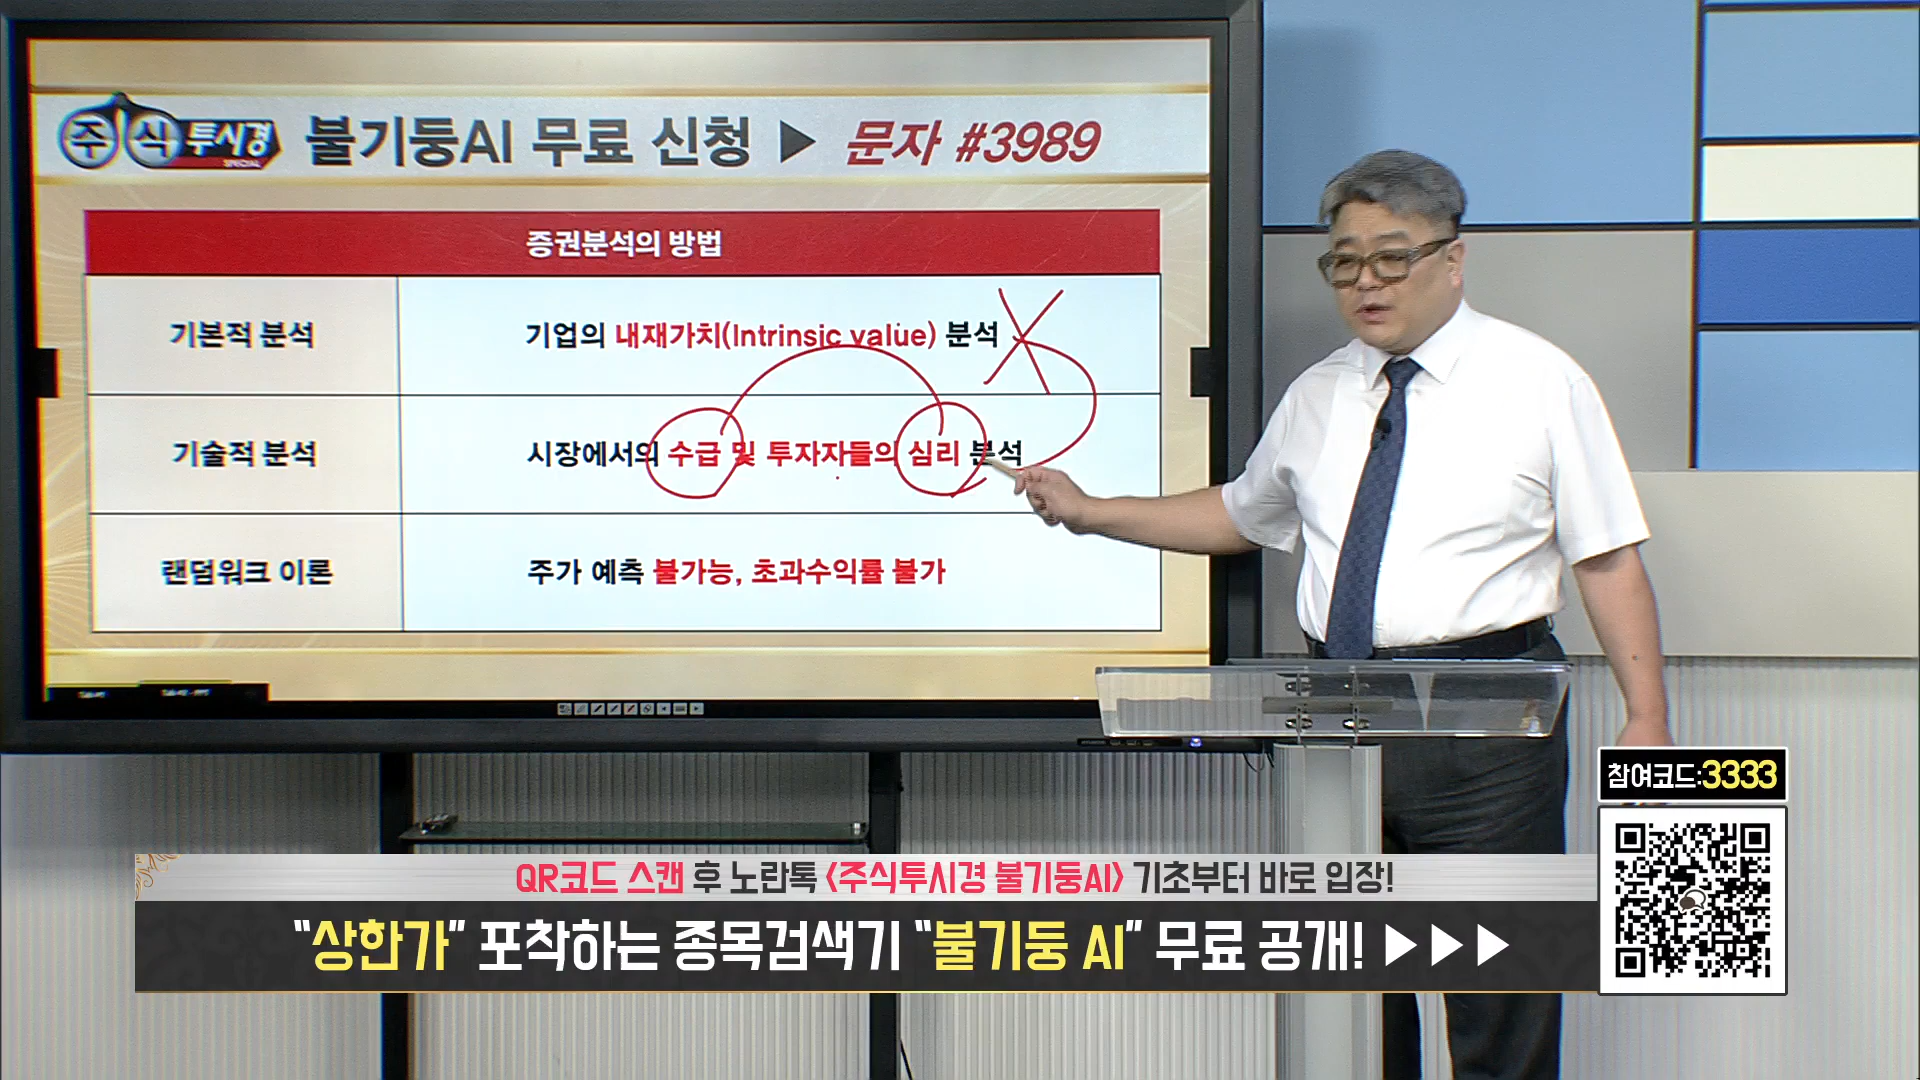 주식투시경 SPECIAL
불기둥AI 무료 신청 ▶ 문자 #3989
증권분석의 방법
기본적 분석
기업의 내재가치(Intrinsic value) 분석
기술적 분석
시장에서의 수급 및 투자자들의 심리 분석
랜덤워크 이론
주가 예측 불가능, 초과수익률 불가
참여코드:3333
QR코드 스캔 후 노란톡 <주식투시경 불기둥AI> 기초부터 바로 입장!
"상한가" 포착하는 종목검색기 "불기둥 AI" 무료 공개! ▶▶▶